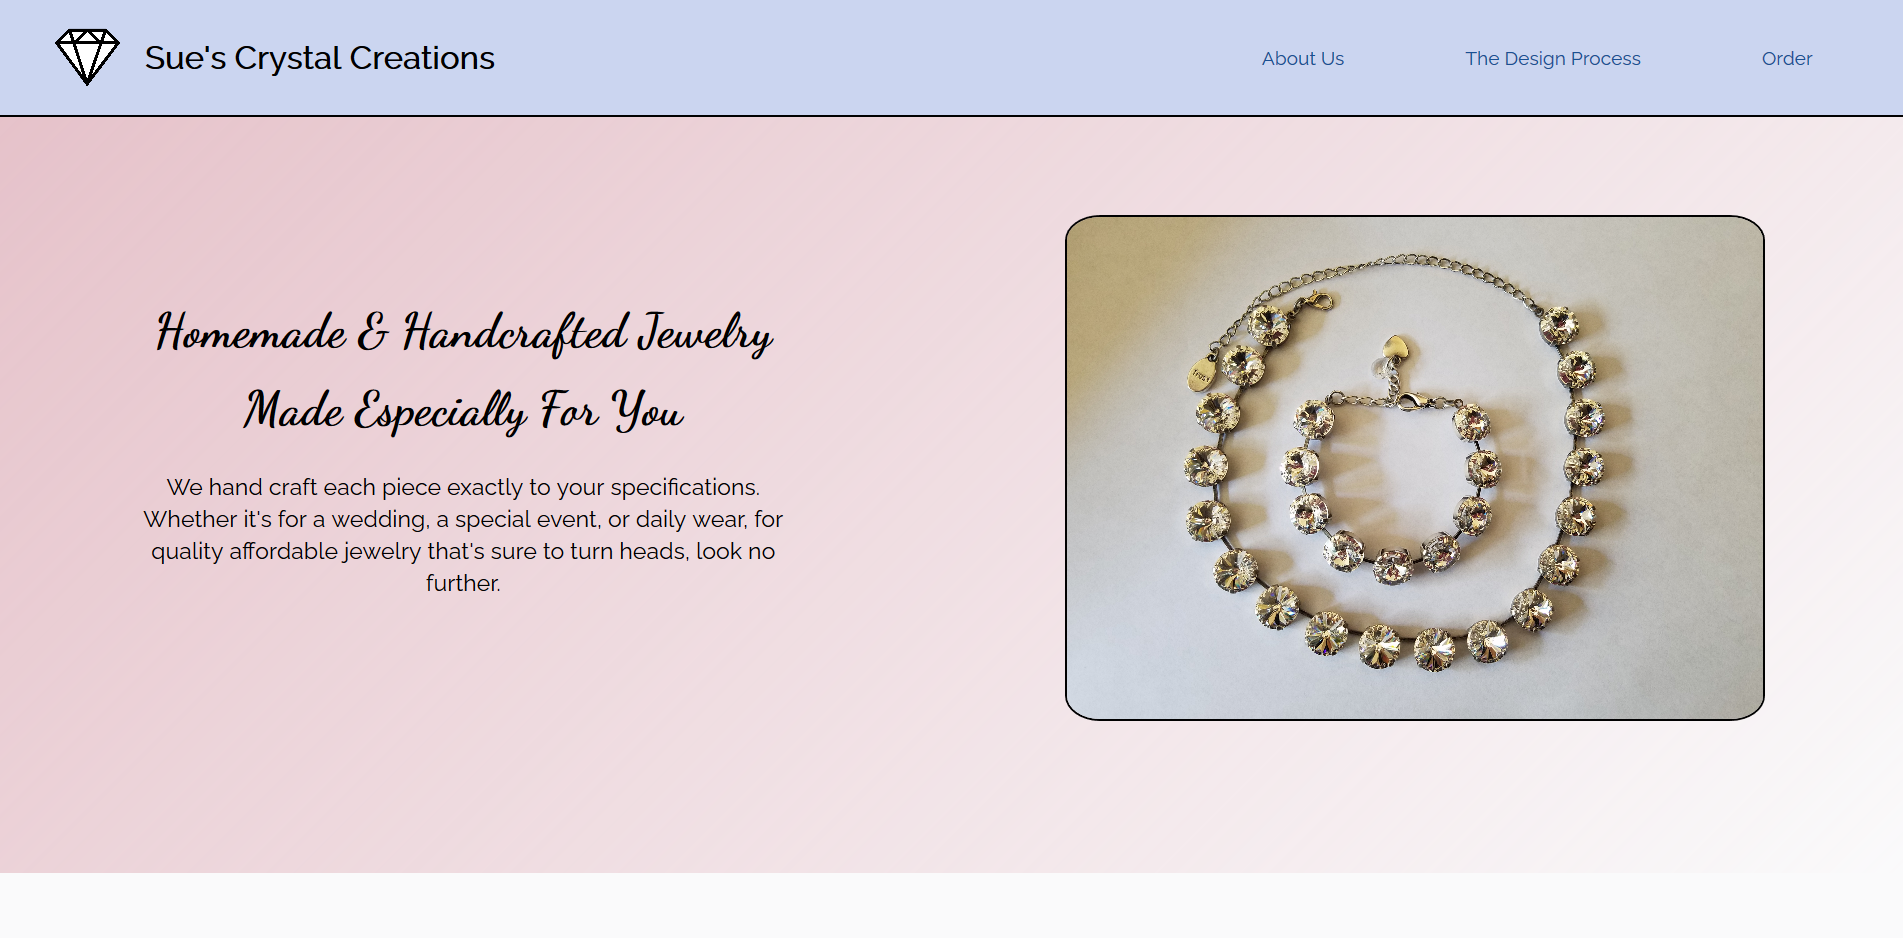 Sue's Crystal Creations
About Us
The Design Process
Order
Homemade & Handcrafted Jewelry
Made Especially For You
We hand craft each piece exactly to your specifications.
Whether it's for a wedding, a special event, or daily wear, for
quality affordable jewelry that's sure to turn heads, look no
further.